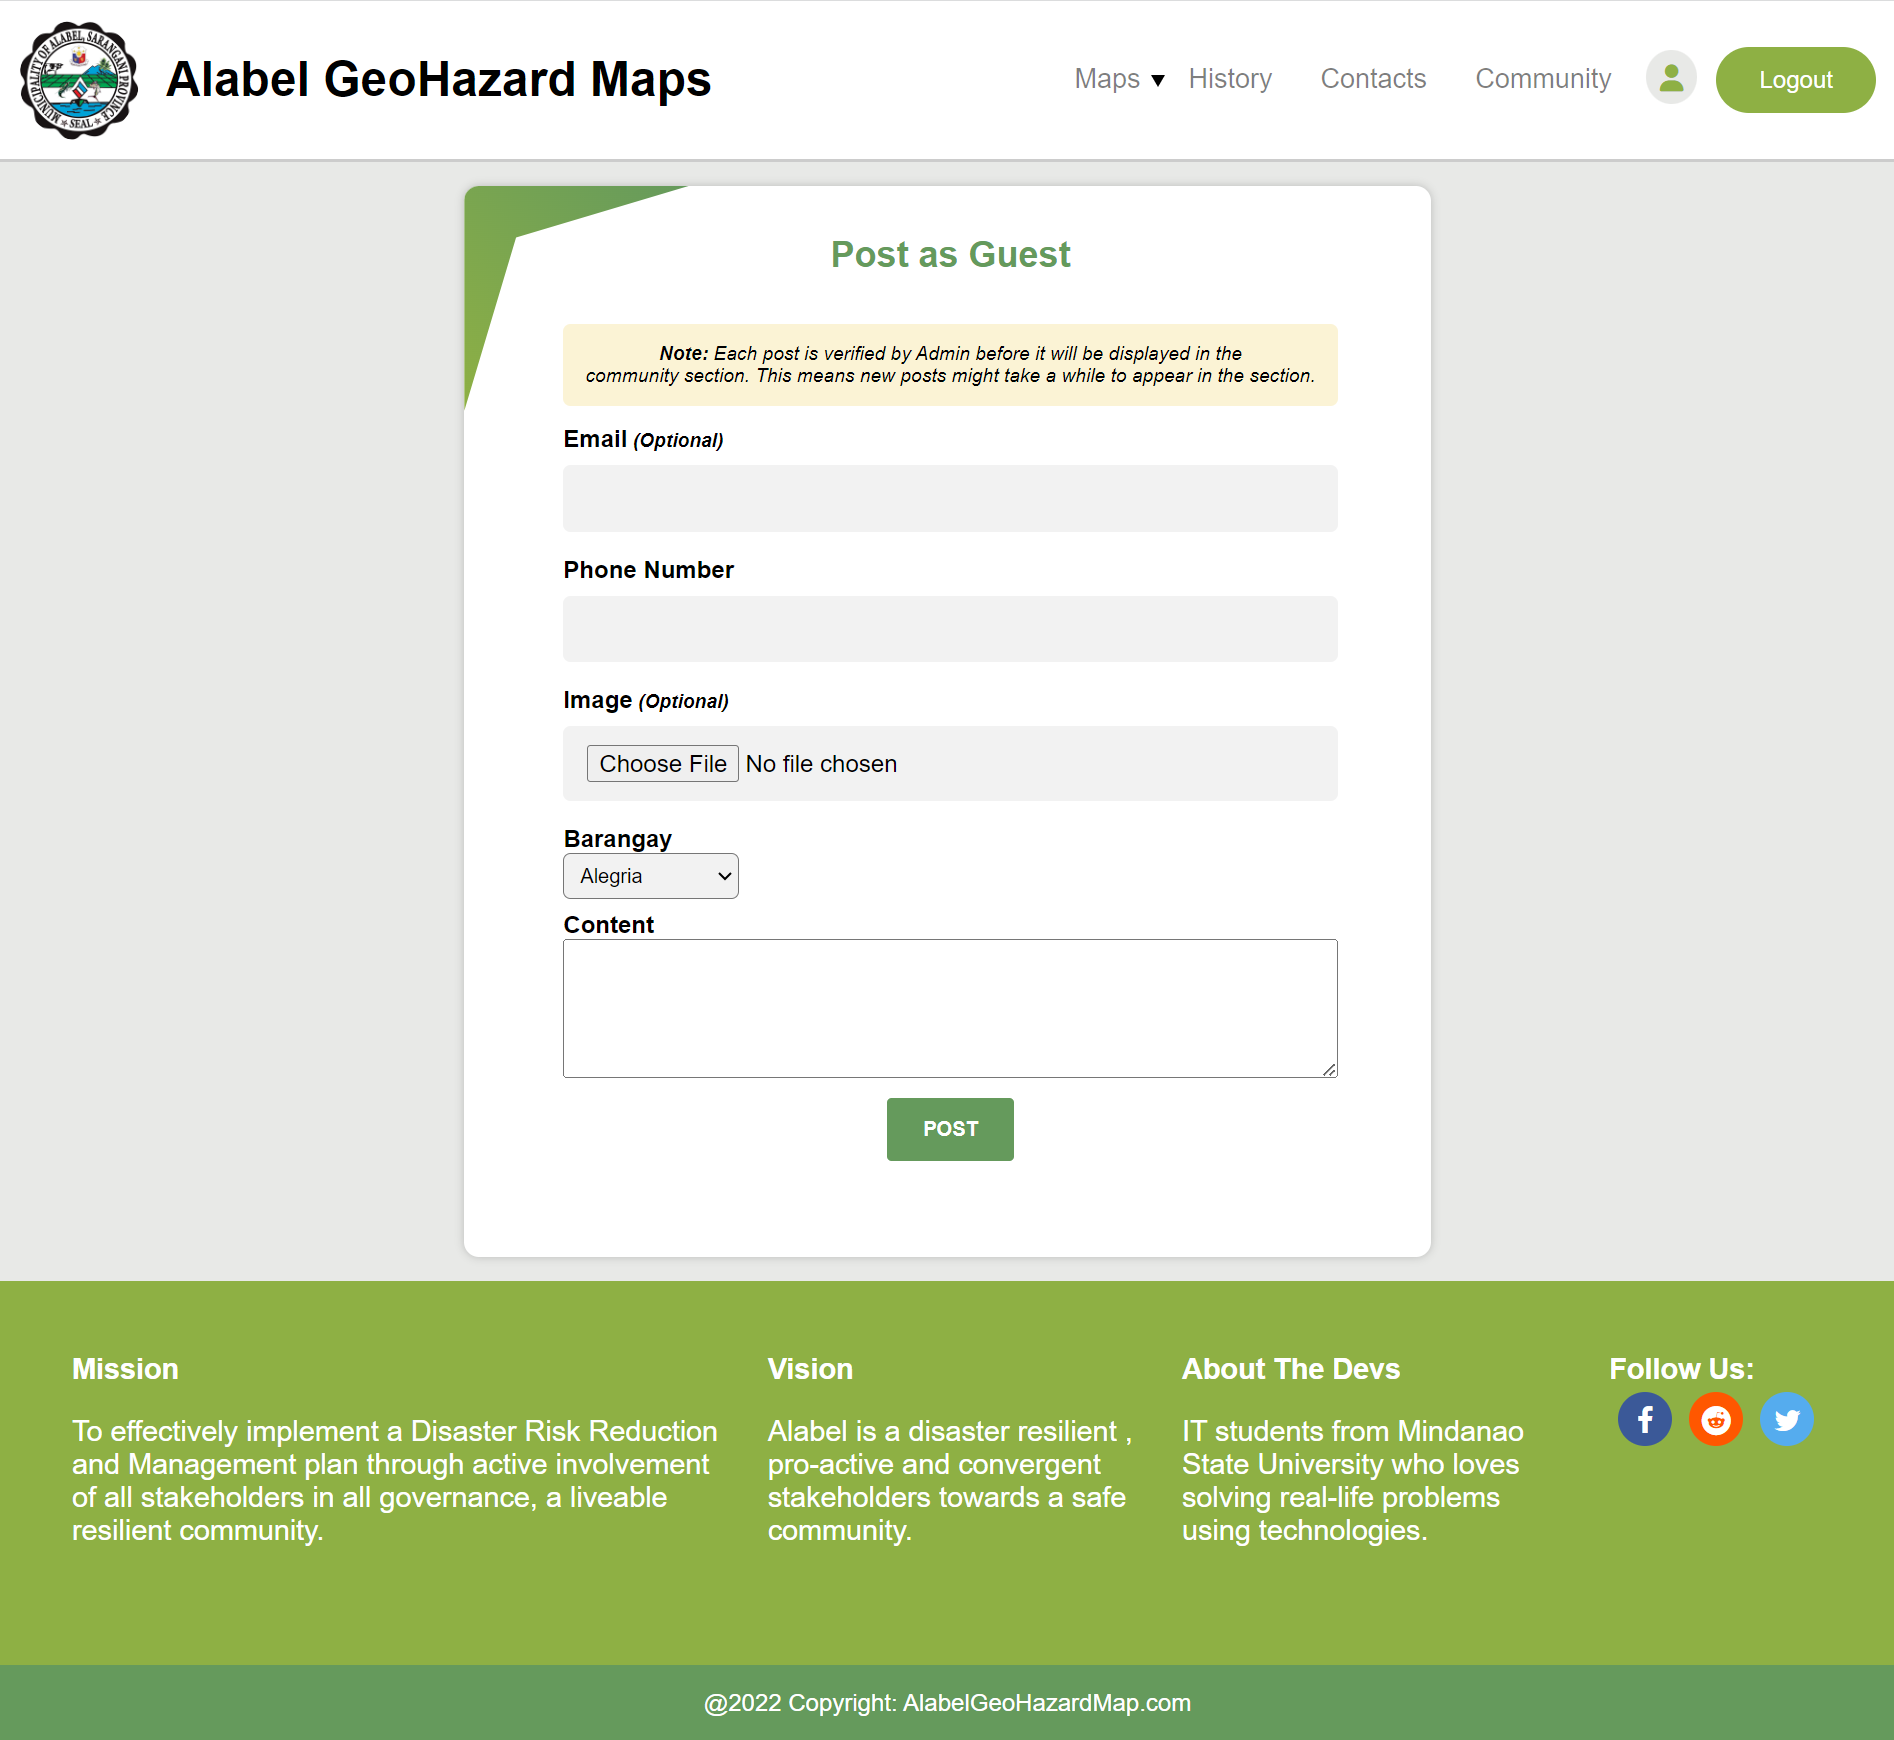 MUNICIPALITY OF ALABEL, SARANGANI PROVINCE
★ SEAL ★
Alabel GeoHazard Maps
Maps ▼ History Contacts Community Logout
Post as Guest
Note: Each post is verified by Admin before it will be displayed in the
community section. This means new posts might take a while to appear in the section.
Email (Optional)
Phone Number
Image (Optional)
Choose File No file chosen
Barangay
Alegria
Content
POST
Mission
To effectively implement a Disaster Risk Reduction
and Management plan through active involvement
of all stakeholders in all governance, a liveable
resilient community.
Vision
Alabel is a disaster resilient ,
pro-active and convergent
stakeholders towards a safe
community.
About The Devs
IT students from Mindanao
State University who loves
solving real-life problems
using technologies.
Follow Us:
@2022 Copyright: AlabelGeoHazardMap.com